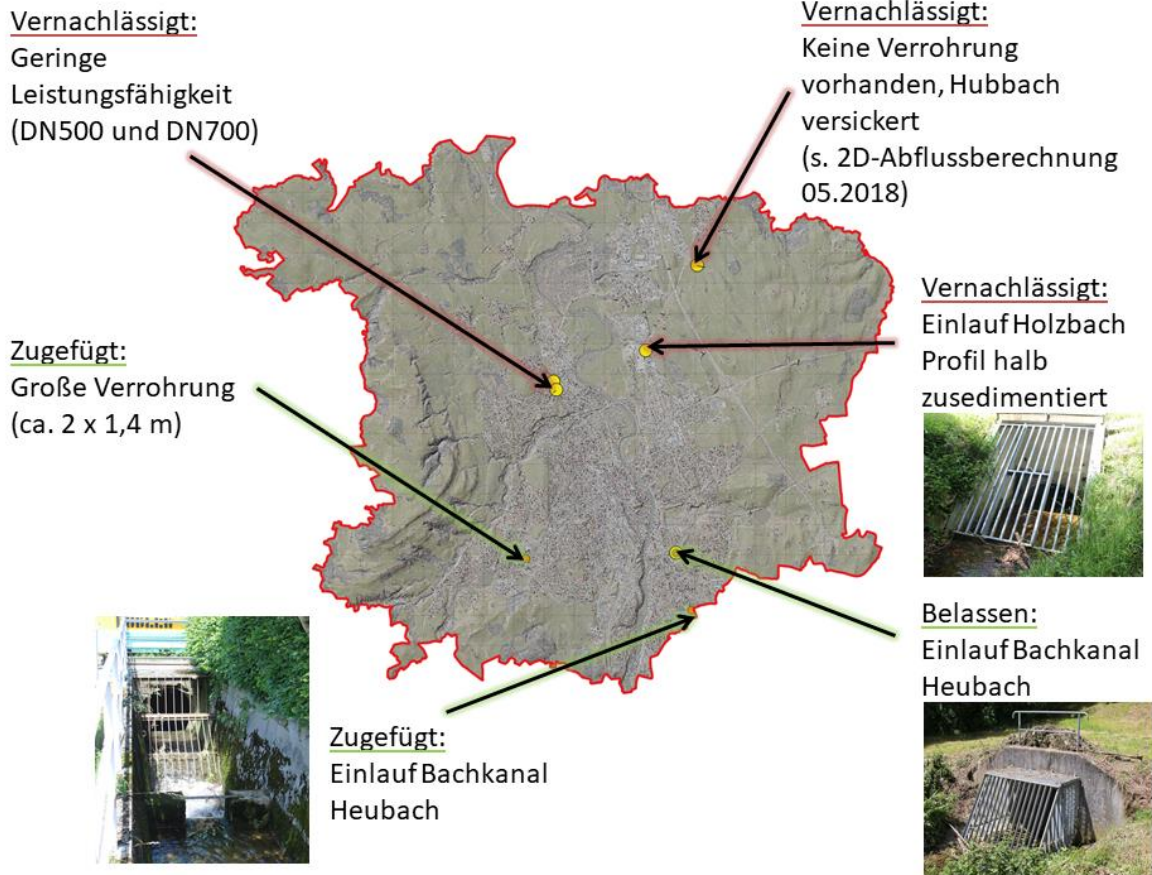 Vernachlässigt:
Geringe
Leistungsfähigkeit
(DN500 und DN700)
Vernachlässigt:
Keine Verrohrung
vorhanden, Hubbach
versickert
(s. 2D-Abflussberechnung
05.2018)
Vernachlässigt:
Einlauf Holzbach
Profil halb
zusedimentiert
Zugefügt:
Große Verrohrung
(ca. 2 x 1,4 m)
Belassen:
Einlauf Bachkanal
Heubach
Zugefügt:
Einlauf Bachkanal
Heubach